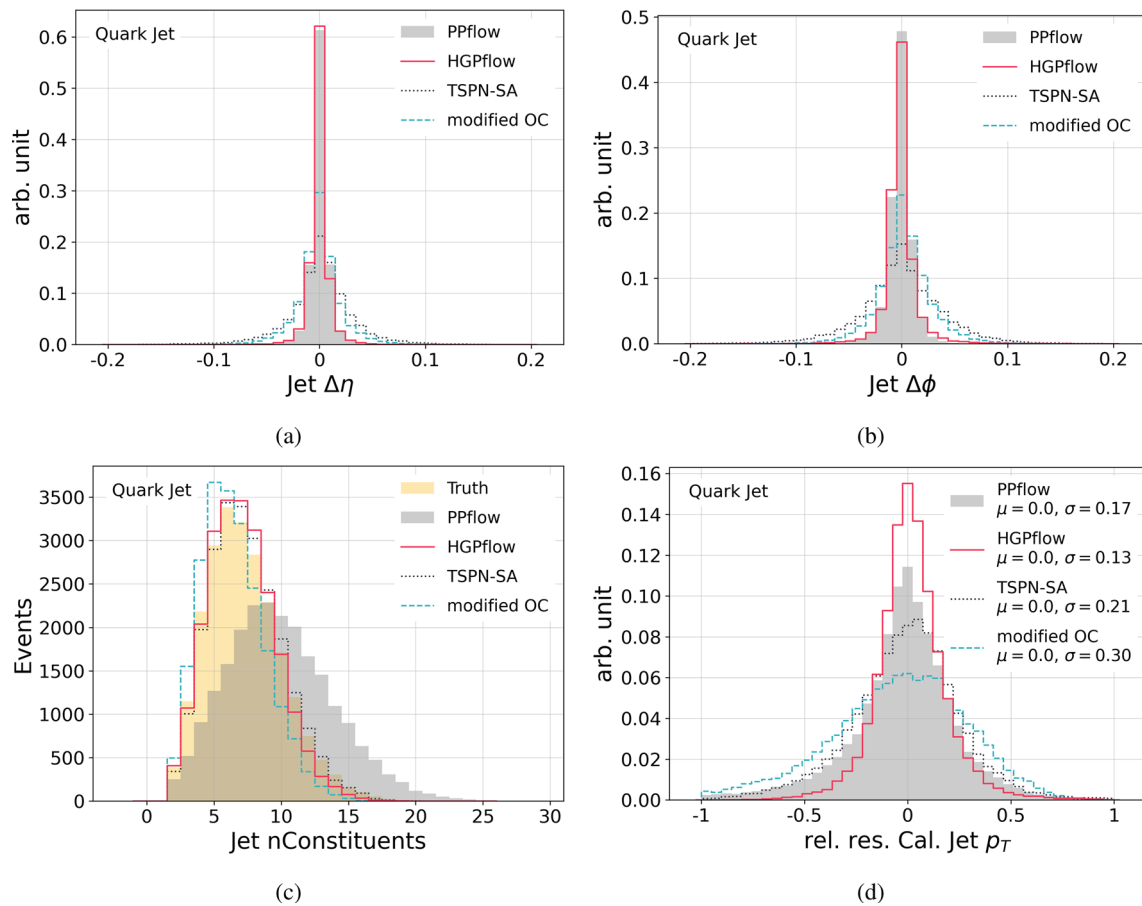 Quark Jet
PPflow
HGPflow
TSPN-SA
modified OC
arb. unit
0.6
0.5
0.4
0.3
0.2
0.1
0.0
-0.2
-0.1
0
0.1
0.2
Jet Δη
(a)
Quark Jet
PPflow
HGPflow
TSPN-SA
modified OC
arb. unit
0.5
0.4
0.3
0.2
0.1
0.0
-0.2
-0.1
0
0.1
0.2
Jet Δϕ
(b)
Quark Jet
Truth
PPflow
HGPflow
TSPN-SA
modified OC
Events
3500
3000
2500
2000
1500
1000
500
0
0
5
10
15
20
25
30
Jet nConstituents
(c)
Quark Jet
PPflow
μ = 0.0, σ = 0.17
HGPflow
μ = 0.0, σ = 0.13
TSPN-SA
μ = 0.0, σ = 0.21
modified OC
μ = 0.0, σ = 0.30
arb. unit
0.16
0.14
0.12
0.10
0.08
0.06
0.04
0.02
0.00
-1
-0.5
0
0.5
1
rel. res. Cal. Jet p_T
(d)